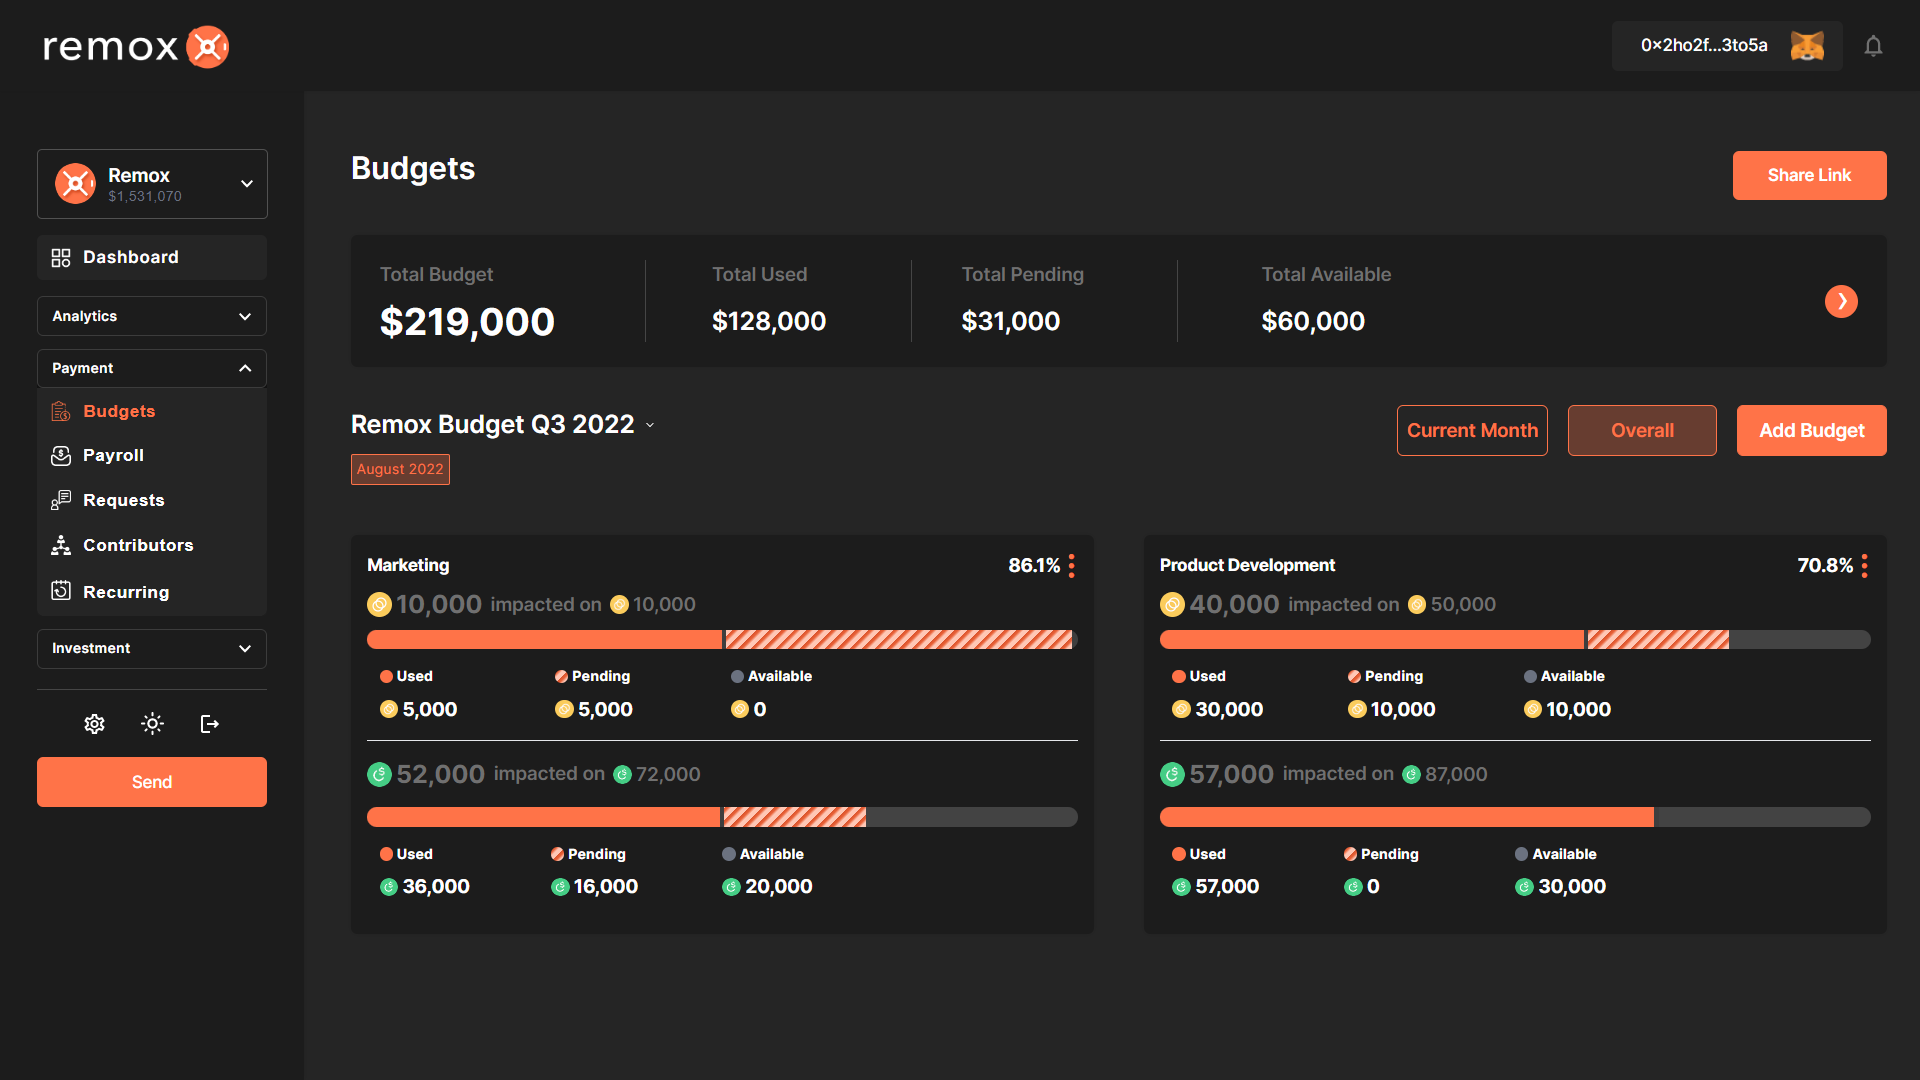 remox
0x2ho2f...3to5a
Remox
$1,531,070
Dashboard
Analytics
Payment
Budgets
Payroll
Requests
Contributors
Recurring
Investment
Send
Budgets
Share Link
Total Budget
$219,000
Total Used
$128,000
Total Pending
$31,000
Total Available
$60,000
Remox Budget Q3 2022
August 2022
Current Month
Overall
Add Budget
Marketing
86.1%
10,000 impacted on 10,000
Used
Pending
Available
5,000
5,000
0
52,000 impacted on 72,000
Used
Pending
Available
36,000
16,000
20,000
Product Development
70.8%
40,000 impacted on 50,000
Used
Pending
Available
30,000
10,000
10,000
57,000 impacted on 87,000
Used
Pending
Available
57,000
0
30,000